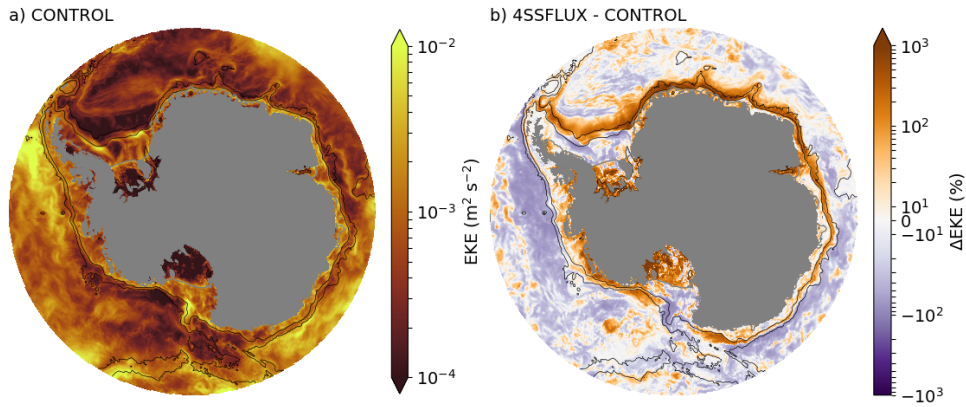 a) CONTROL
10⁻²
10⁻³
10⁻⁴
EKE (m² s⁻²)
b) 4SSFLUX - CONTROL
10³
10²
10¹
0
−10¹
−10²
−10³
ΔEKE (%)